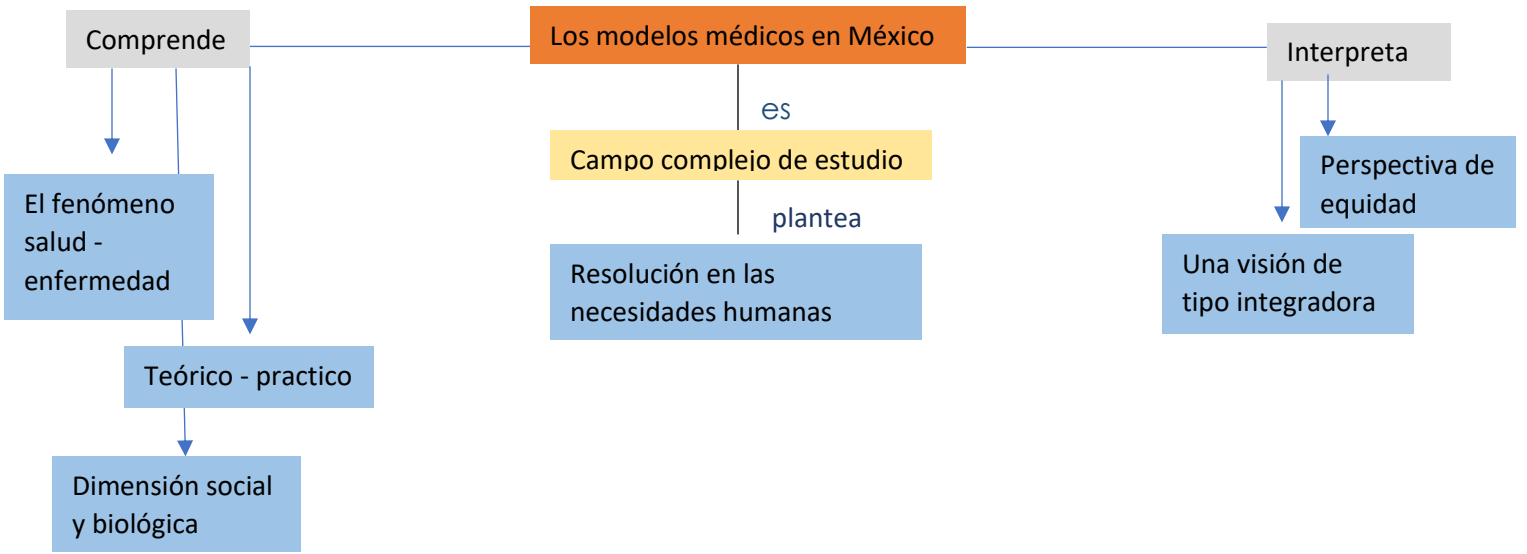 Comprende
Los modelos médicos en México
Interpreta
es
Campo complejo de estudio
plantea
Resolución en las
necesidades humanas
El fenómeno
salud -
enfermedad
Teórico - practico
Dimensión social
y biológica
Perspectiva de
equidad
Una visión de
tipo integradora